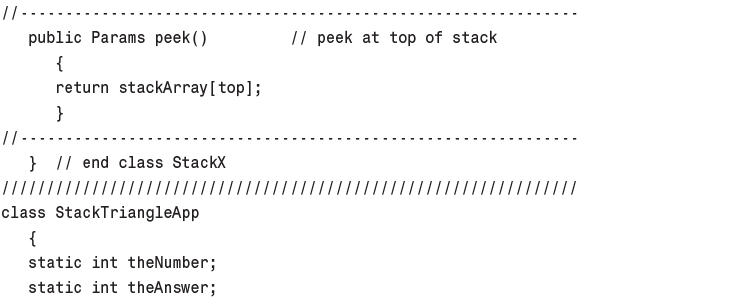 //--------------------------------------------------------------
   public Params peek()         // peek at top of stack
      {
      return stackArray[top];
      }
//--------------------------------------------------------------
   }  // end class StackX
////////////////////////////////////////////////////////////////
class StackTriangleApp
   {
   static int theNumber;
   static int theAnswer;